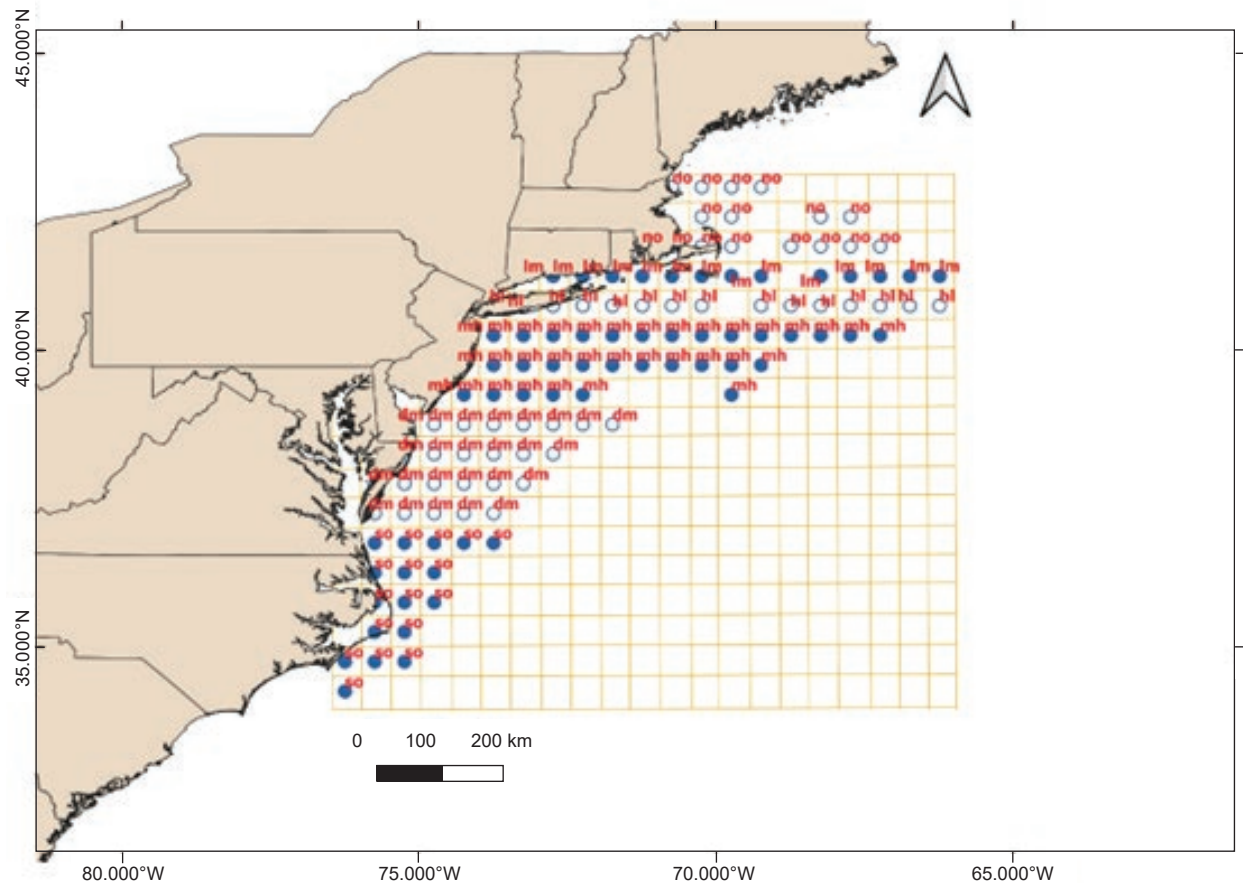 45.000°N
no no no no
no no no no
no no no no no no no no
lm lm lm lm lm lm lm lm lm lm lm lm
lm lm
hl hl hl hl hl hl hl hl hl hl hl
hl hl hl hl
40.000°N
mh mh mh mh mh mh mh mh mh mh mh mh mh mh mh
mh mh mh mh mh mh mh mh mh mh mh
mh mh mh mh mh mh mh
dm dm dm dm dm dm dm dm
dm dm dm dm dm dm
dm dm dm dm dm dm
dm dm dm dm dm
so so so so so
so so so
so so so
so so
35.000°N
so so so
so
0 100 200 km
80.000°W 75.000°W 70.000°W 65.000°W